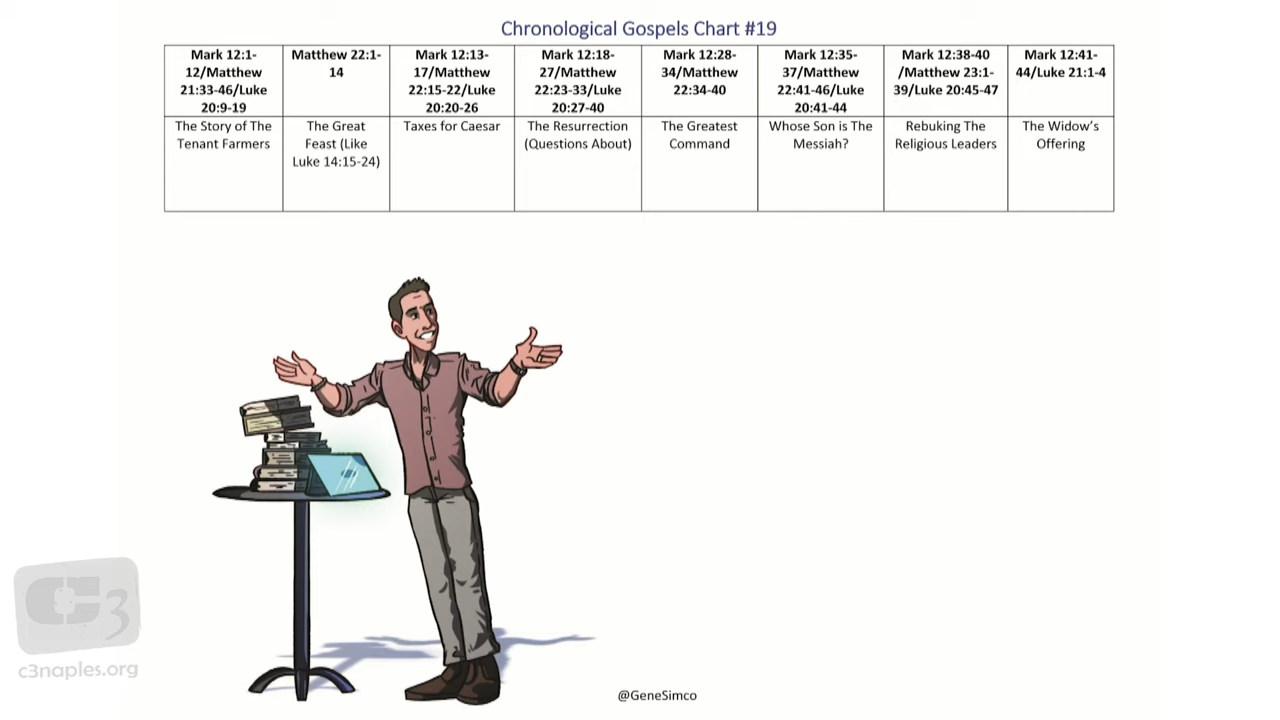 Chronological Gospels Chart #19
Mark 12:1-
12/Matthew
21:33-46/Luke
20:9-19
Matthew 22:1-
14
Mark 12:13-
17/Matthew
22:15-22/Luke
20:20-26
Mark 12:18-
27/Matthew
22:23-33/Luke
20:27-40
Mark 12:28-
34/Matthew
22:34-40
Mark 12:35-
37/Matthew
22:41-46/Luke
20:41-44
Mark 12:38-40
/Matthew 23:1-
39/Luke 20:45-47
Mark 12:41-
44/Luke 21:1-4
The Story of The
Tenant Farmers
The Great
Feast (Like
Luke 14:15-24)
Taxes for Caesar
The Resurrection
(Questions About)
The Greatest
Command
Whose Son is The
Messiah?
Rebuking The
Religious Leaders
The Widow's
Offering
C3
c3naples.org
@GeneSimco